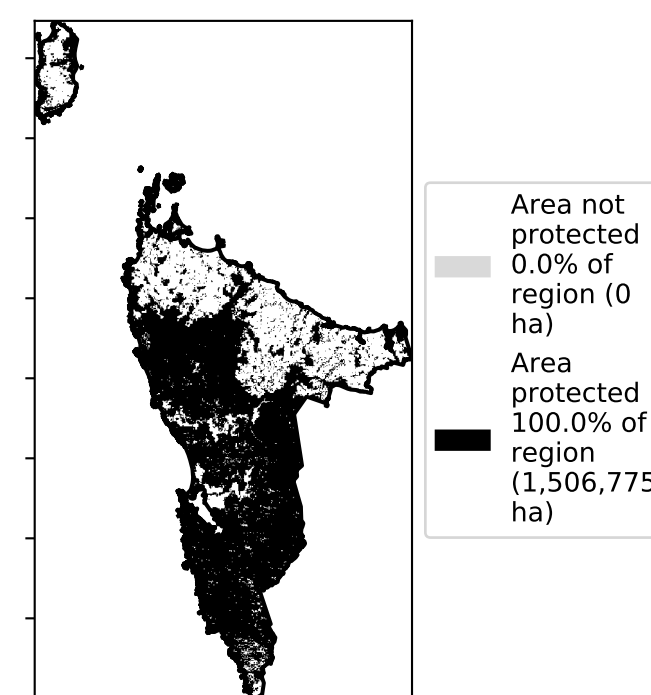 Area not
protected
0.0% of
region (0
ha)
Area
protected
100.0% of
region
(1,506,775
ha)